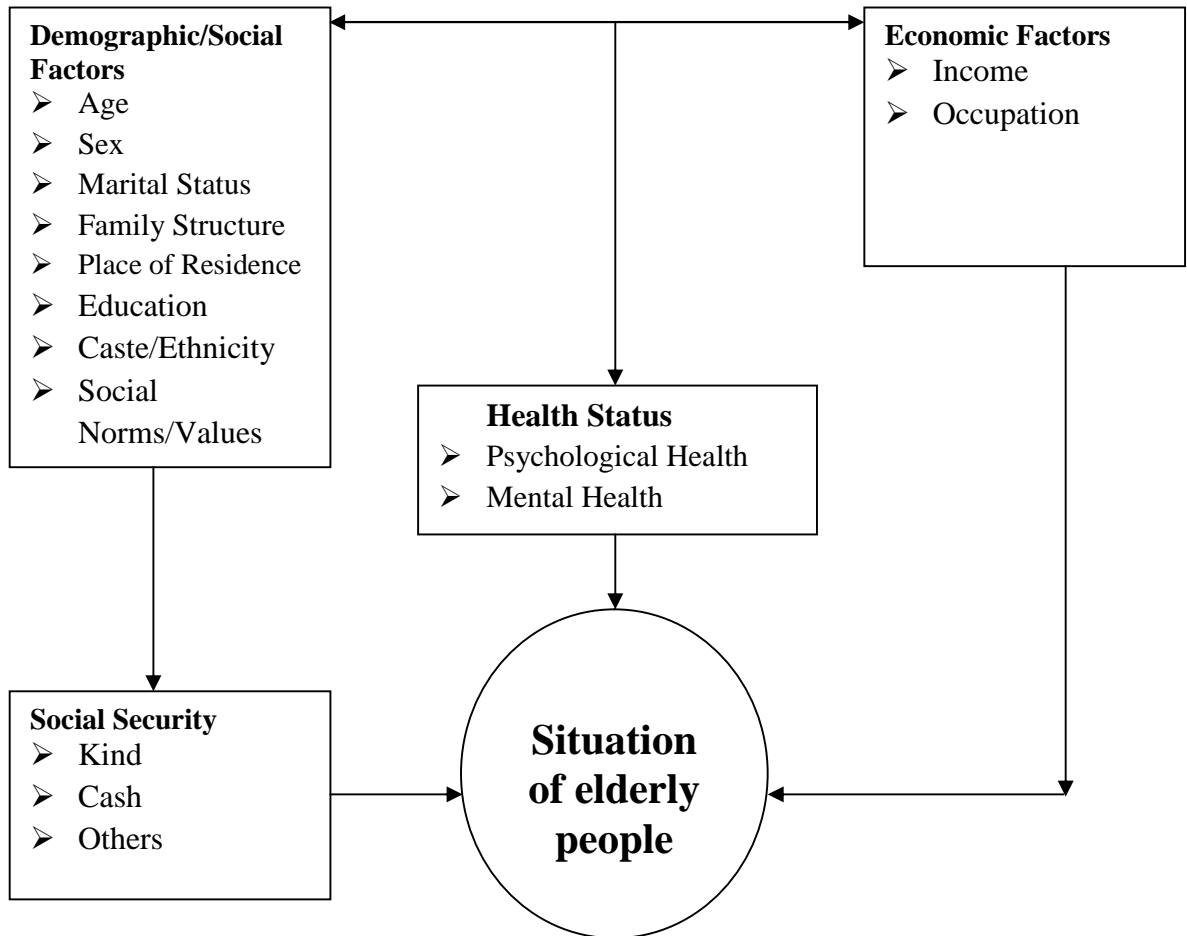 Demographic/Social
Factors
➢ Age
➢ Sex
➢ Marital Status
➢ Family Structure
➢ Place of Residence
➢ Education
➢ Caste/Ethnicity
➢ Social
Norms/Values
Economic Factors
➢ Income
➢ Occupation
Health Status
➢ Psychological Health
➢ Mental Health
Social Security
➢ Kind
➢ Cash
➢ Others
Situation
of elderly
people